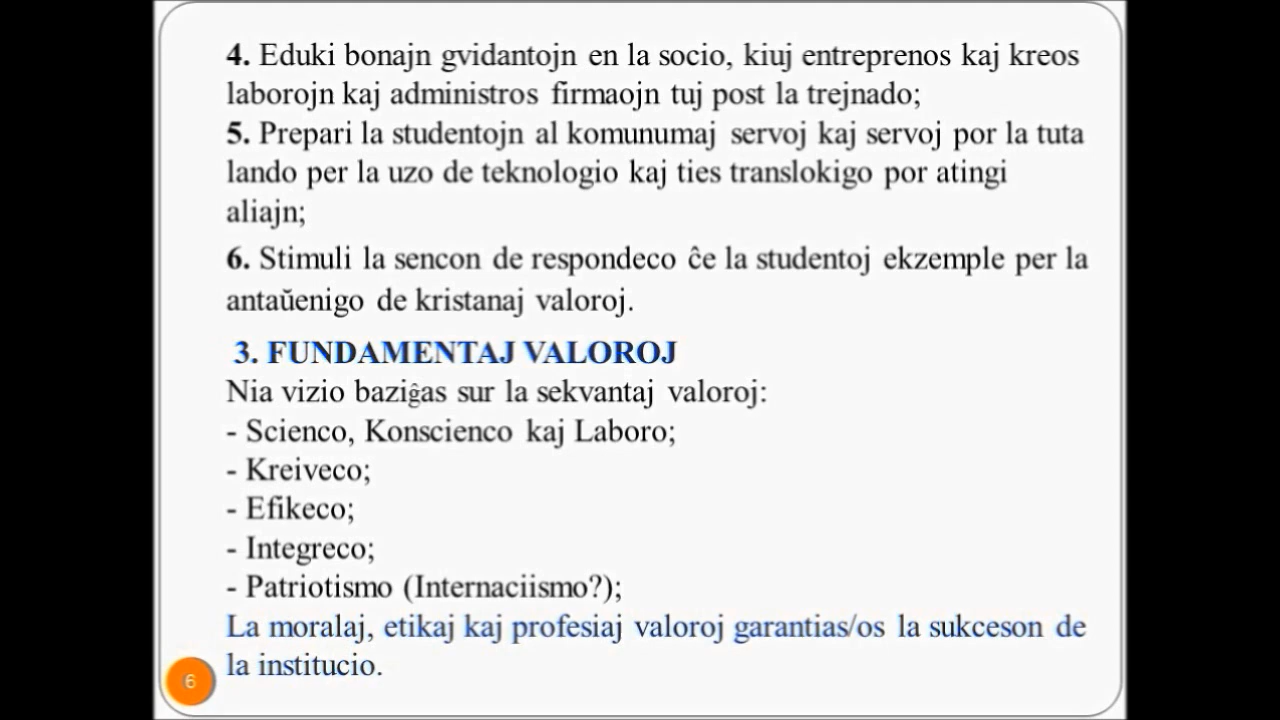 4. Eduki bonajn gvidantojn en la socio, kiuj entreprenos kaj kreos
laborojn kaj administros firmaojn tuj post la trejnado;
5. Prepari la studentojn al komunumaj servoj kaj servoj por la tuta
lando per la uzo de teknologio kaj ties translokigo por atingi
aliajn;
6. Stimuli la sencon de respondeco ĉe la studentoj ekzemple per la
antaŭenigo de kristanaj valoroj.
3. FUNDAMENTAJ VALOROJ
Nia vizio baziĝas sur la sekvantaj valoroj:
- Scienco, Konscienco kaj Laboro;
- Kreiveco;
- Efikeco;
- Integreco;
- Patriotismo (Internaciismo?);
La moralaj, etikaj kaj profesiaj valoroj garantias/os la sukceson de
la institucio.
6